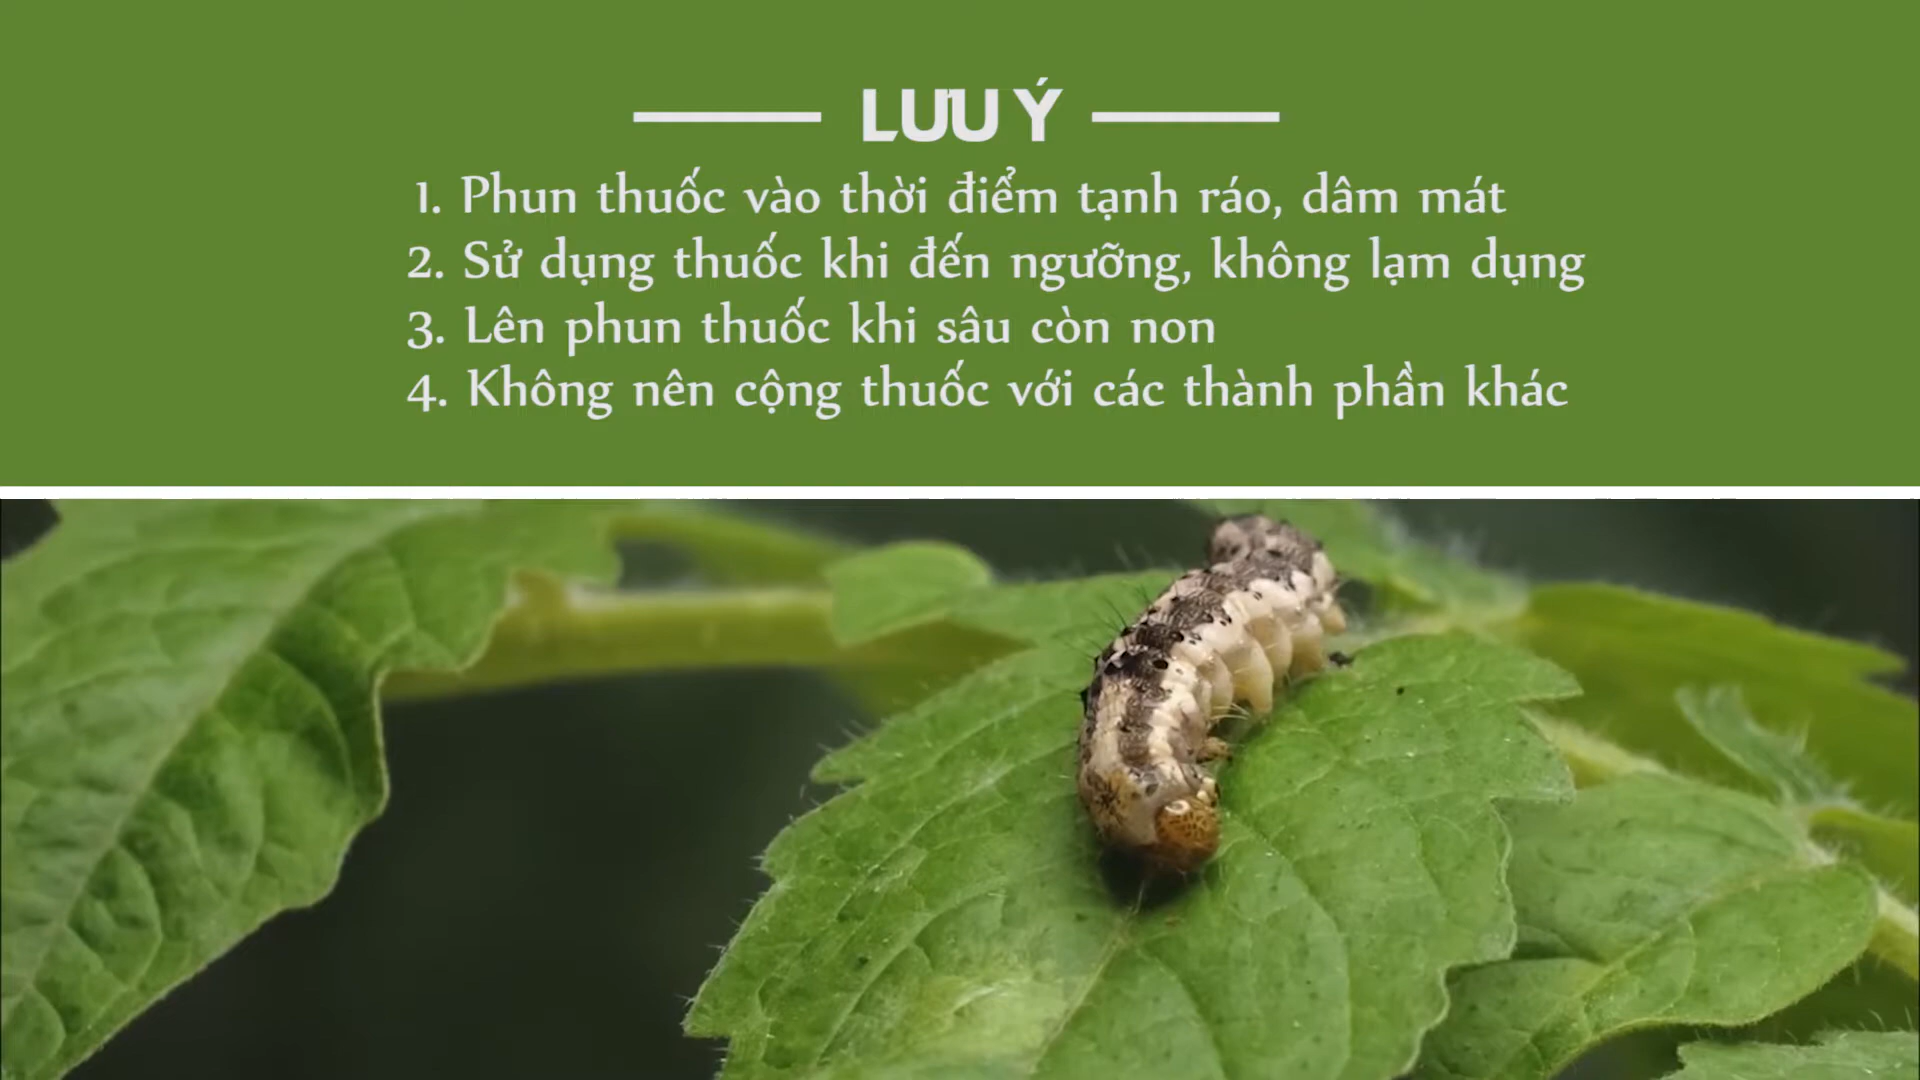 LƯU Ý
1. Phun thuốc vào thời điểm tạnh ráo, dâm mát
2. Sử dụng thuốc khi đến ngưỡng, không lạm dụng
3. Lên phun thuốc khi sâu còn non
4. Không nên cộng thuốc với các thành phần khác